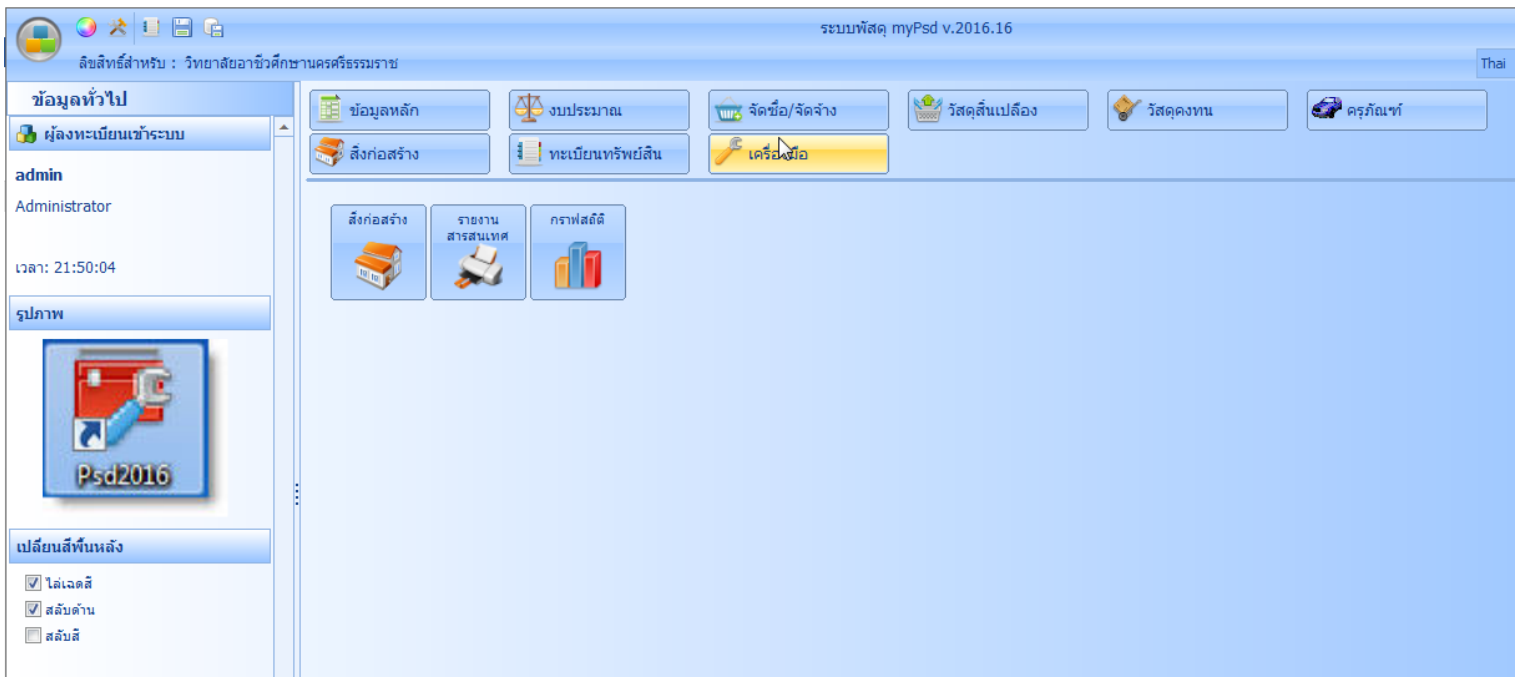 ระบบพัสดุ myPsd v.2016.16
ลิขสิทธิ์สำหรับ : วิทยาลัยอาชีวศึกษานครศรีธรรมราช
Thai
ข้อมูลทั่วไป
ผู้ลงทะเบียนเข้าระบบ
admin
Administrator
เวลา: 21:50:04
รูปภาพ
Psd2016
เปลี่ยนสีพื้นหลัง
ไล่เฉดสี
สลับด้าน
สลับสี
ข้อมูลหลัก
งบประมาณ
จัดซื้อ/จัดจ้าง
วัสดุสิ้นเปลือง
วัสดุคงทน
ครุภัณฑ์
สิ่งก่อสร้าง
ทะเบียนทรัพย์สิน
เครื่องมือ
สิ่งก่อสร้าง
รายงาน
สารสนเทศ
กราฟสถิติ